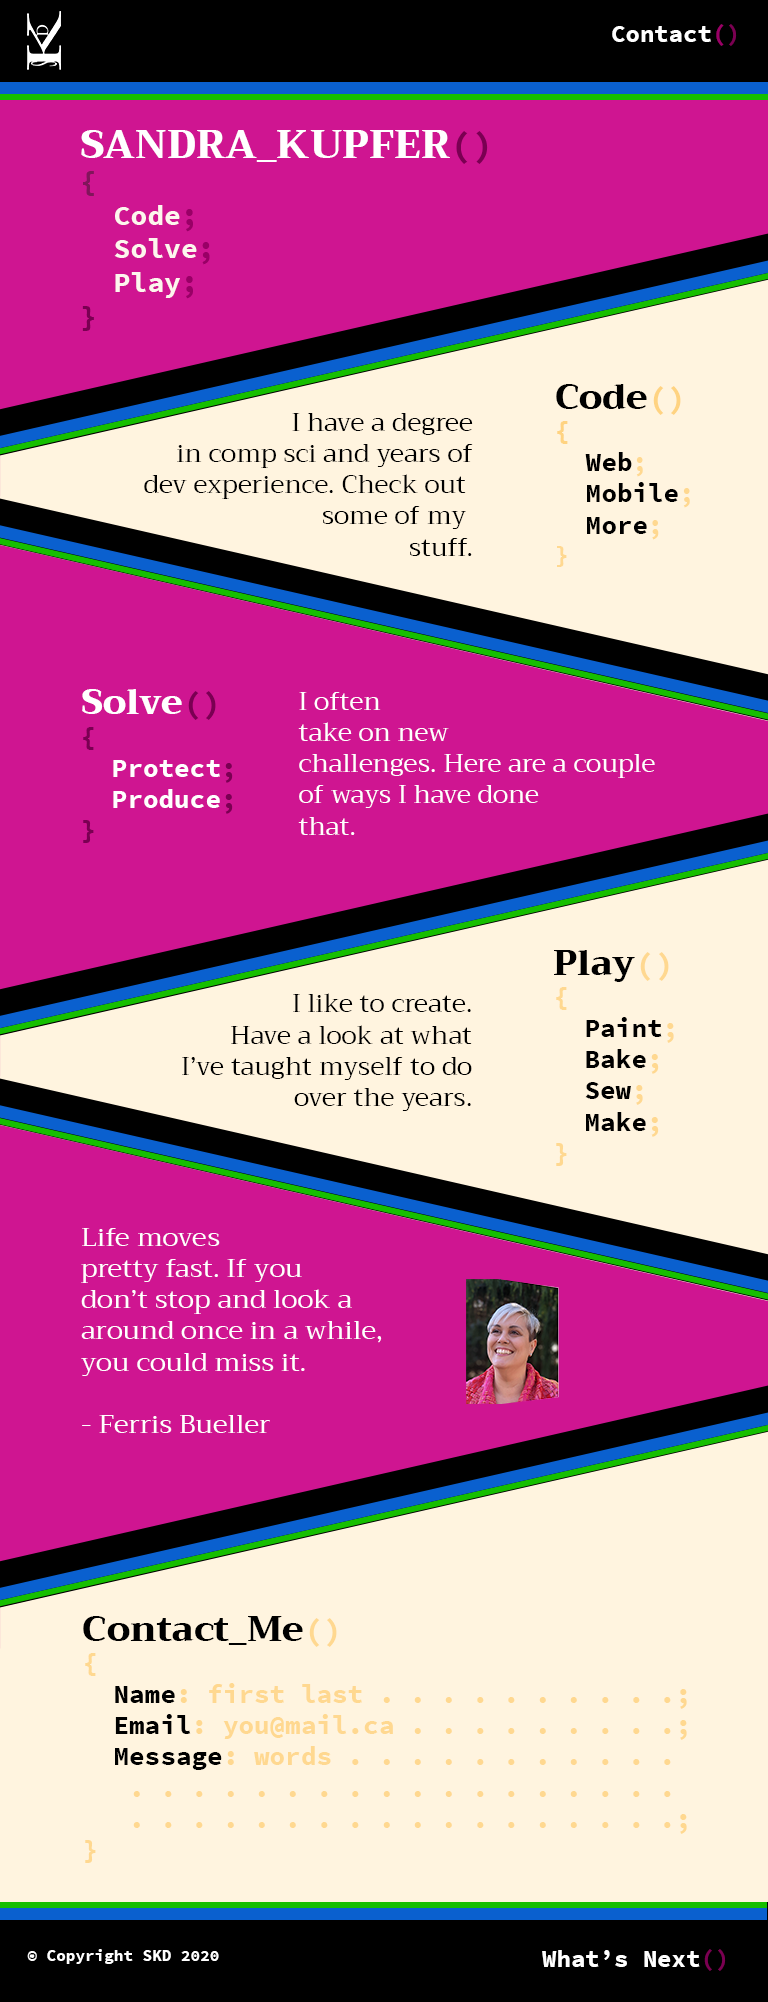 Contact()
SANDRA_KUPFER()
{
Code;
Solve;
Play;
}
I have a degree
in comp sci and years of
dev experience. Check out
some of my
stuff.
Code()
{
Web;
Mobile;
More;
}
Solve()
{
Protect;
Produce;
}
I often
take on new
challenges. Here are a couple
of ways I have done
that.
I like to create.
Have a look at what
I’ve taught myself to do
over the years.
Play()
{
Paint;
Bake;
Sew;
Make;
}
Life moves
pretty fast. If you
don’t stop and look a
around once in a while,
you could miss it.
- Ferris Bueller
Contact_Me()
{
Name: first last . . . . . . . . . .;
Email: you@mail.ca . . . . . . . . .;
Message: words . . . . . . . . . . .
. . . . . . . . . . . . . . . . . .
. . . . . . . . . . . . . . . . . .;
}
© Copyright SKD 2020
What’s Next()